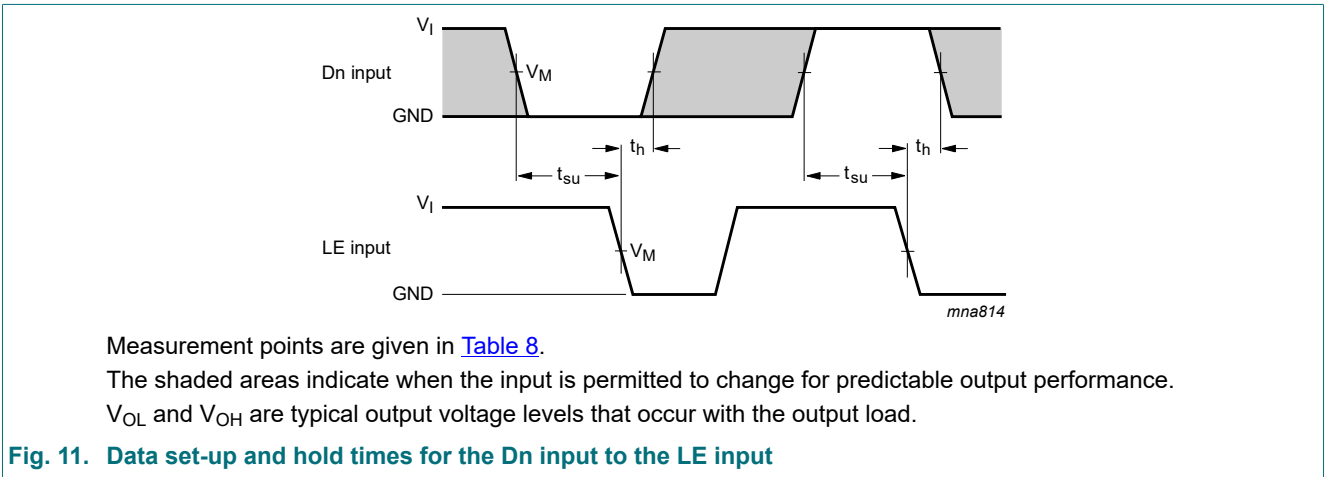 V_I
Dn input
V_M
GND
t_h
t_h
t_su
t_su
V_I
LE input
V_M
GND
mna814
Measurement points are given in Table 8.
The shaded areas indicate when the input is permitted to change for predictable output performance.
V_OL and V_OH are typical output voltage levels that occur with the output load.
Fig. 11. Data set-up and hold times for the Dn input to the LE input